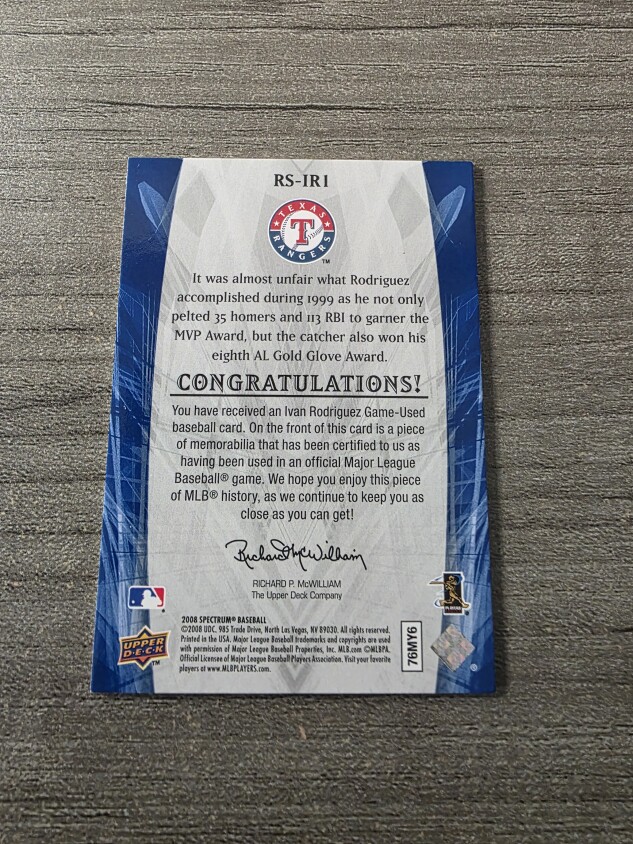 RS-IR1
TEXAS
T
RANGERS
TM
It was almost unfair what Rodriguez
accomplished during 1999 as he not only
pelted 35 homers and 113 RBI to garner the
MVP Award, but the catcher also won his
eighth AL Gold Glove Award.
CONGRATULATIONS!
You have received an Ivan Rodriguez Game-Used
baseball card. On the front of this card is a piece
of memorabilia that has been certified to us as
having been used in an official Major League
Baseball® game. We hope you enjoy this piece
of MLB® history, as we continue to keep you as
close as you can get!
Richard P. McWilliam
RICHARD P. McWILLIAM
The Upper Deck Company
2008 SPECTRUM® BASEBALL
©2008 UDC. 985 Trade Drive, North Las Vegas, NV 89030. All rights reserved.
Printed in the USA. Major League Baseball trademarks and copyrights are used
with permission of Major League Baseball Properties, Inc. MLB.com ©MLBPA.
Official Licensee of Major League Baseball Players Association. Visit your favorite
players at www.MLBPLAYERS.com.
UPPER
DECK
TM
76MY6
PLAYERS
®